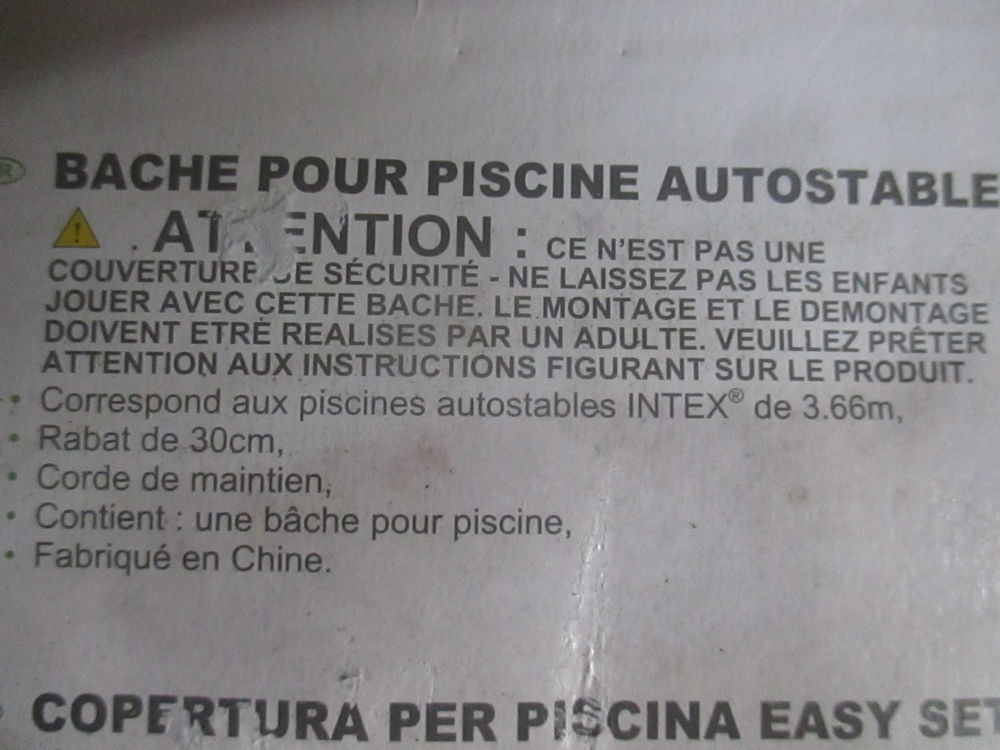 BACHE POUR PISCINE AUTOSTABLE
ATTENTION : CE N'EST PAS UNE
COUVERTURE DE SÉCURITÉ - NE LAISSEZ PAS LES ENFANTS
JOUER AVEC CETTE BACHE. LE MONTAGE ET LE DEMONTAGE
DOIVENT ETRE REALISES PAR UN ADULTE. VEUILLEZ PRÊTER
ATTENTION AUX INSTRUCTIONS FIGURANT SUR LE PRODUIT.
• Correspond aux piscines autostables INTEX® de 3.66m,
• Rabat de 30cm,
• Corde de maintien,
• Contient : une bâche pour piscine,
• Fabriqué en Chine.
COPERTURA PER PISCINA EASY SET